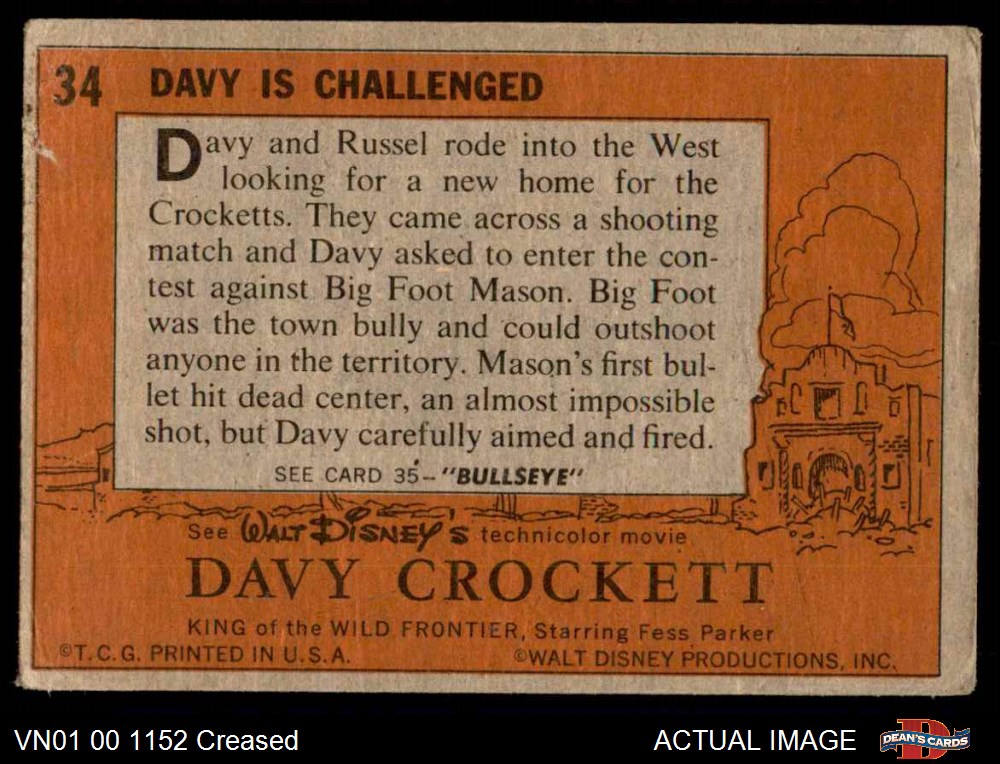 34 DAVY IS CHALLENGED
Davy and Russel rode into the West
looking for a new home for the
Crocketts. They came across a shooting
match and Davy asked to enter the con-
test against Big Foot Mason. Big Foot
was the town bully and could outshoot
anyone in the territory. Mason's first bul-
let hit dead center, an almost impossible
shot, but Davy carefully aimed and fired.
SEE CARD 35-"BULLSEYE"
See WALT DISNEY'S technicolor movie
DAVY CROCKETT
KING of the WILD FRONTIER, Starring Fess Parker
©T.C.G. PRINTED IN U.S.A. ©WALT DISNEY PRODUCTIONS, INC.
VN01 00 1152 Creased ACTUAL IMAGE D DEAN'S CARDS